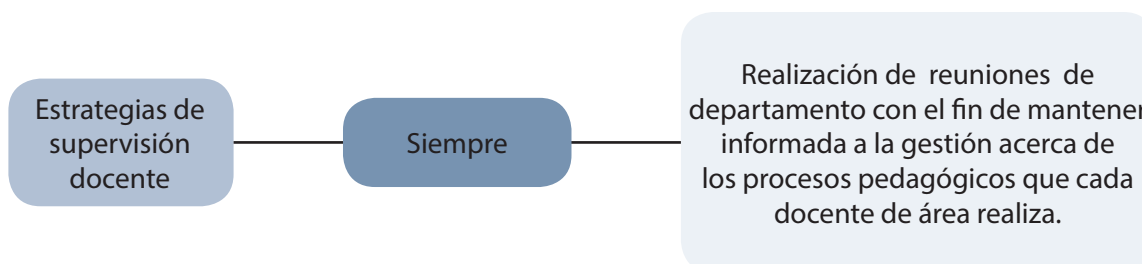 Estrategias de
supervisión
docente
Siempre
Realización de reuniones de
departamento con el fin de mantener
informada a la gestión acerca de
los procesos pedagógicos que cada
docente de área realiza.